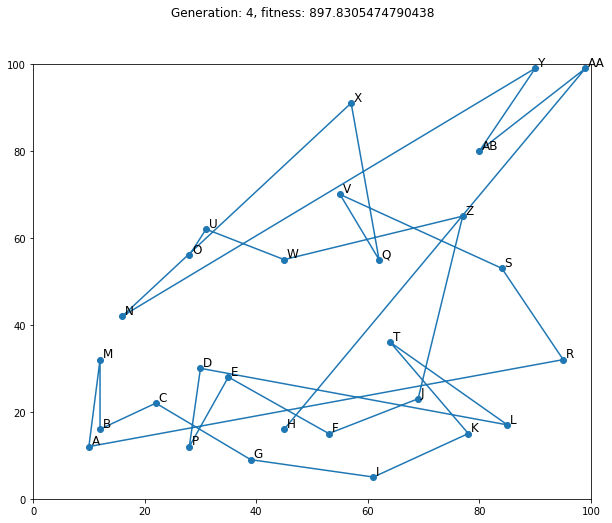 Generation: 4, fitness: 897.8305474790438
100
80
60
40
20
0
0
20
40
60
80
100
Y
AA
X
AB
V
Z
U
O
W
Q
S
N
T
M
R
D
E
J
C
L
B
H
F
K
A
P
G
I